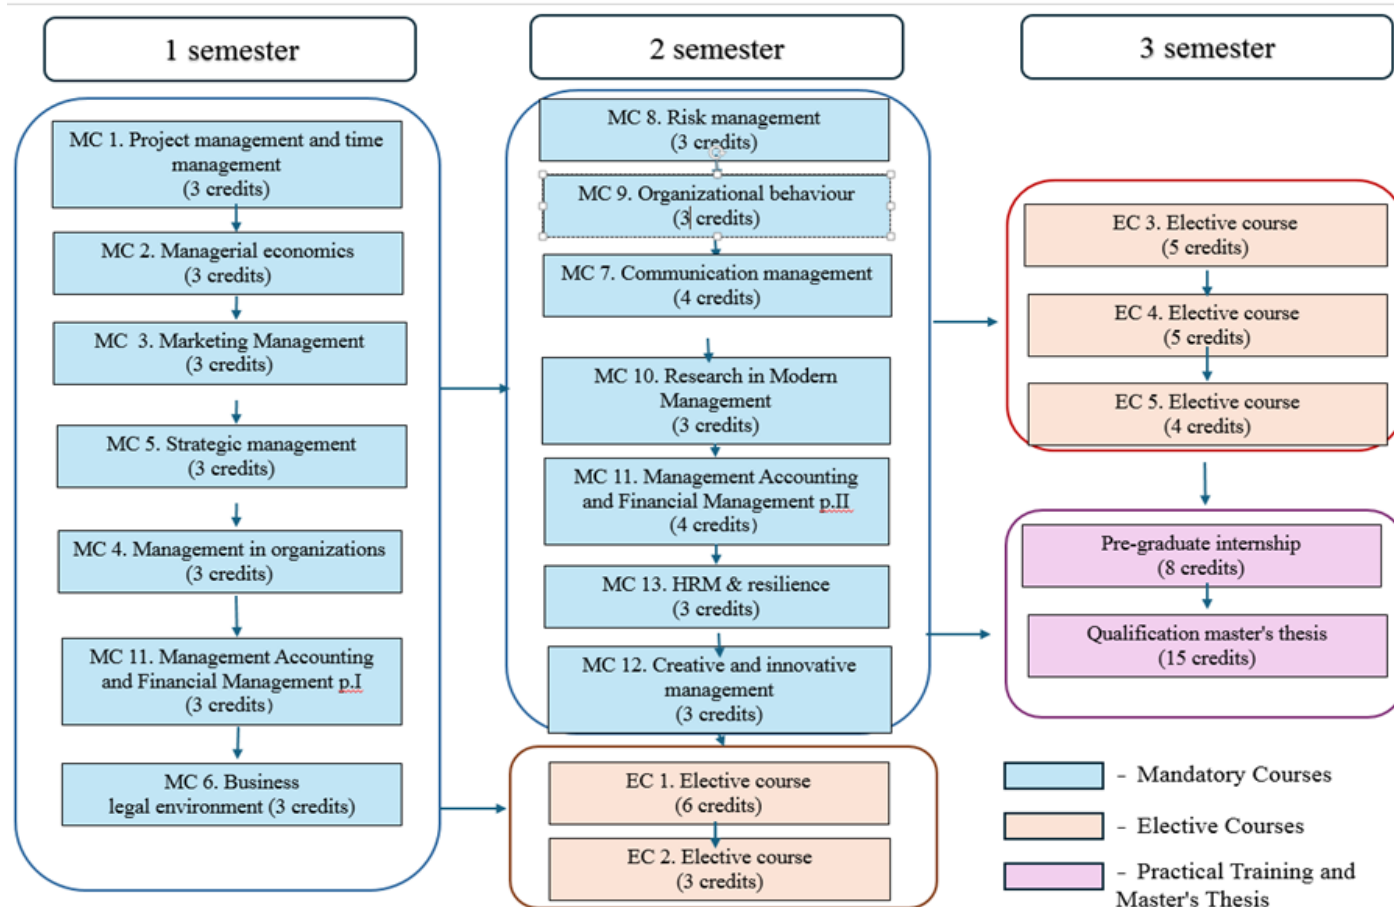 1 semester
MC 1. Project management and time
management
(3 credits)
MC 2. Managerial economics
(3 credits)
MC 3. Marketing Management
(3 credits)
MC 5. Strategic management
(3 credits)
MC 4. Management in organizations
(3 credits)
MC 11. Management Accounting
and Financial Management p.I
(3 credits)
MC 6. Business
legal environment (3 credits)
2 semester
MC 8. Risk management
(3 credits)
MC 9. Organizational behaviour
(3 credits)
MC 7. Communication management
(4 credits)
MC 10. Research in Modern
Management
(3 credits)
MC 11. Management Accounting
and Financial Management p.II
(4 credits)
MC 13. HRM & resilience
(3 credits)
MC 12. Creative and innovative
management
(3 credits)
EC 1. Elective course
(6 credits)
EC 2. Elective course
(3 credits)
3 semester
EC 3. Elective course
(5 credits)
EC 4. Elective course
(5 credits)
EC 5. Elective course
(4 credits)
Pre-graduate internship
(8 credits)
Qualification master's thesis
(15 credits)
- Mandatory Courses
- Elective Courses
- Practical Training and
Master's Thesis